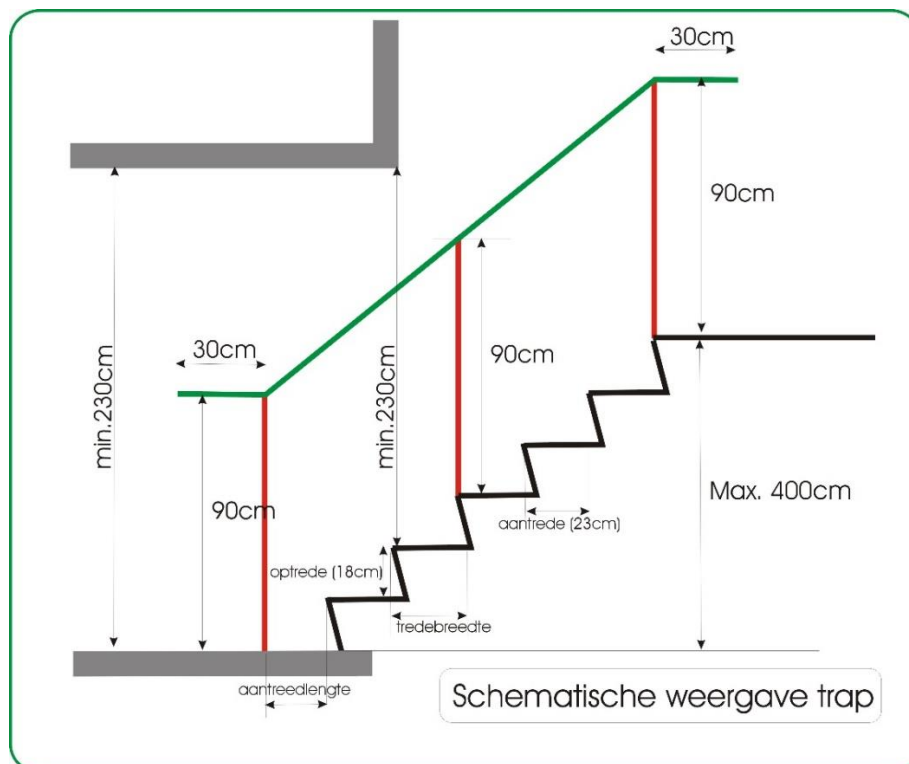 30cm
90cm
30cm
min.230cm
min.230cm
90cm
90cm
Max. 400cm
aantrede (23cm)
optrede (18cm)
tredebreedte
aantreedlengte
Schematische weergave trap